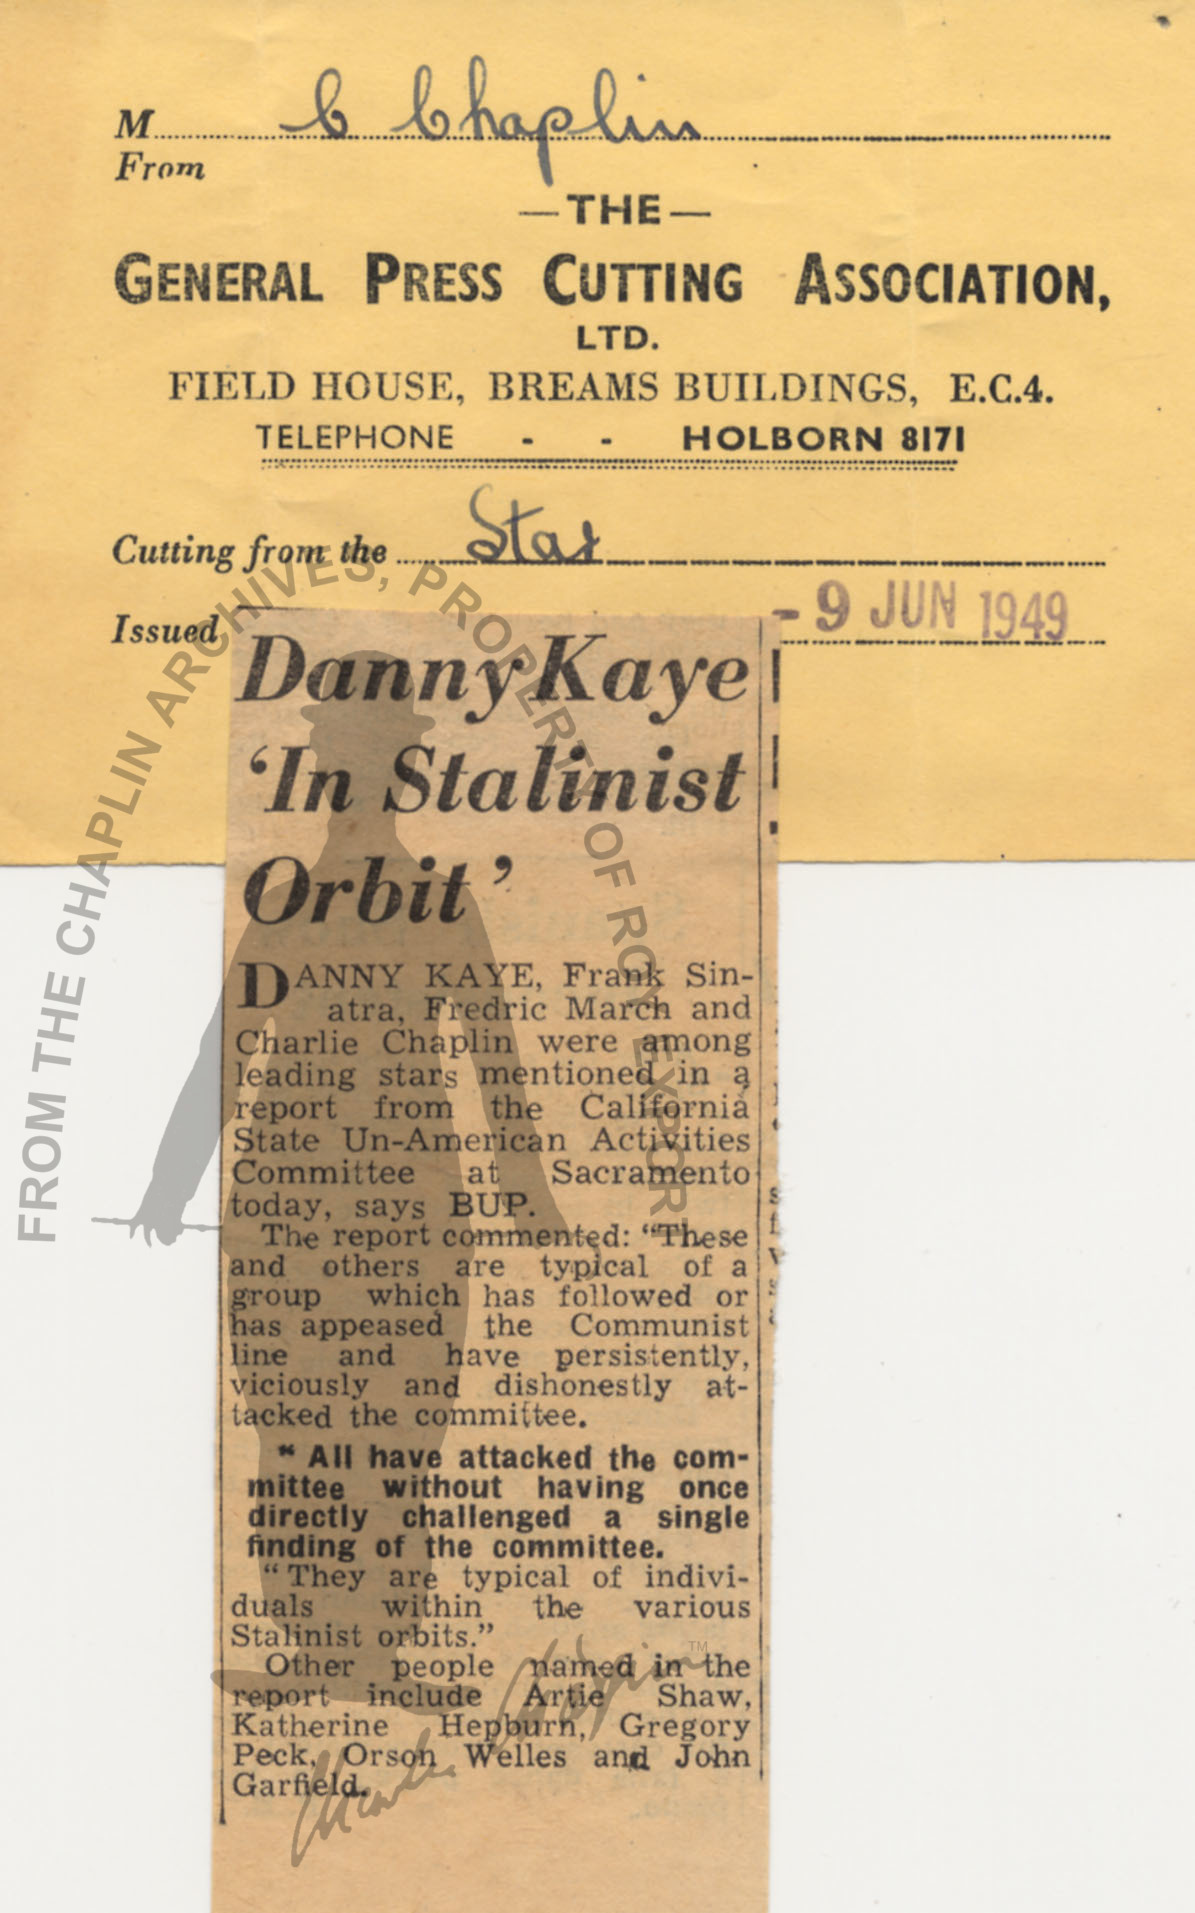 M C Chaplin
From
—THE—
GENERAL PRESS CUTTING ASSOCIATION,
LTD.
FIELD HOUSE, BREAMS BUILDINGS, E.C.4.
TELEPHONE - - HOLBORN 8171
Cutting from the Star
Issued - 9 JUN 1949
Danny Kaye
‘In Stalinist
Orbit’
DANNY KAYE, Frank Sin-
atra, Fredric March and
Charlie Chaplin were among
leading stars mentioned in a
report from the California
State Un-American Activities
Committee at Sacramento
today, says BUP.
The report commented: “These
and others are typical of a
group which has followed or
has appeased the Communist
line and have persistently,
viciously and dishonestly at-
tacked the committee.
“ All have attacked the com-
mittee without having once
directly challenged a single
finding of the committee.
“They are typical of indivi-
duals within the various
Stalinist orbits.”
Other people named in the
report include Artie Shaw,
Katherine Hepburn, Gregory
Peck, Orson Welles and John
Garfield.
FROM THE CHAPLIN ARCHIVES, PROPERTY OF ROY EXPORT
Charlie Chaplin ™